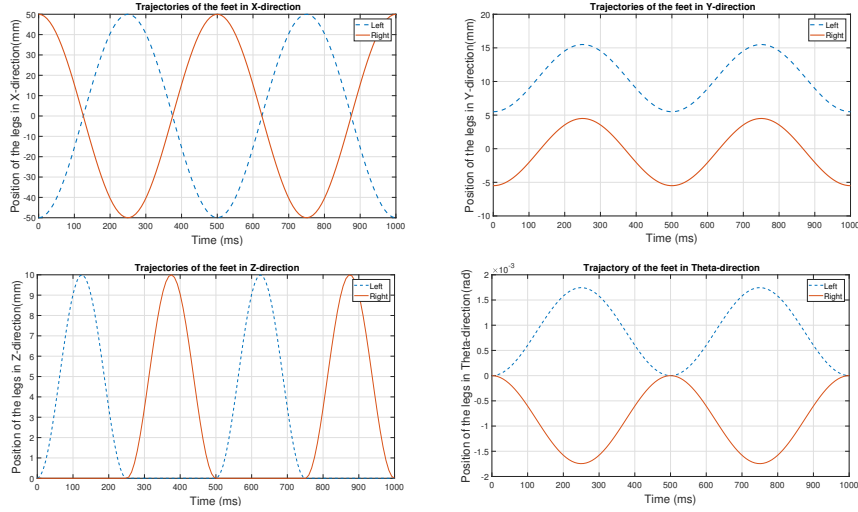 Trajectories of the feet in X-direction
Position of the legs in X-direction(mm)
50
40
30
20
10
0
-10
-20
-30
-40
-50
0 100 200 300 400 500 600 700 800 900 1000
Time (ms)
Left
Right
Trajectories of the feet in Y-direction
Position of the legs in Y-direction(mm)
20
15
10
5
0
-5
-10
0 100 200 300 400 500 600 700 800 900 1000
Time (ms)
Left
Right
Trajectories of the feet in Z-direction
Position of the legs in Z-direction(mm)
10
9
8
7
6
5
4
3
2
1
0
0 100 200 300 400 500 600 700 800 900 1000
Time (ms)
Left
Right
Trajactory of the feet in Theta-direction
Position of the legs in Theta-direction(rad)
×10⁻³
2
1.5
1
0.5
0
-0.5
-1
-1.5
-2
0 100 200 300 400 500 600 700 800 900 1000
Time (ms)
Left
Right